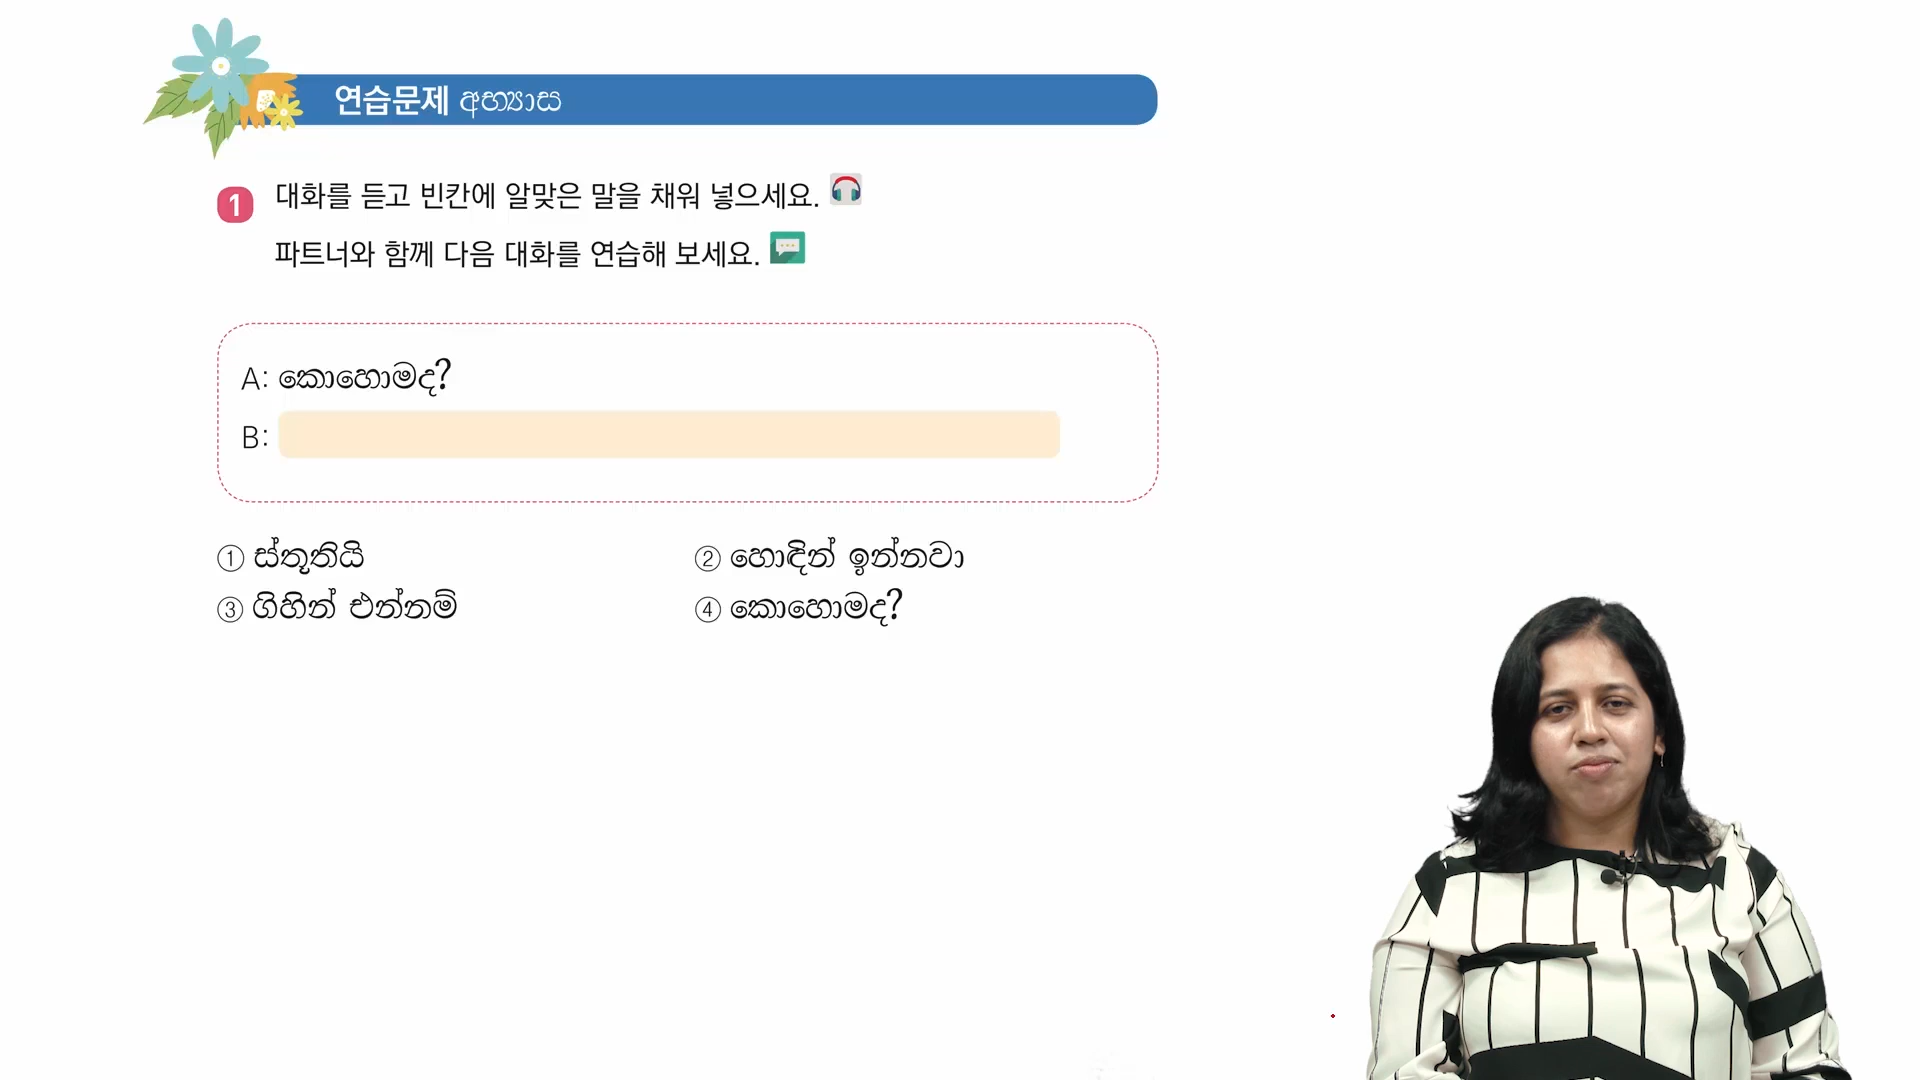 연습문제 අභ්‍යාස
1 대화를 듣고 빈칸에 알맞은 말을 채워 넣으세요.
파트너와 함께 다음 대화를 연습해 보세요.
A: කොහොමද?
B:
① ස්තූතියි
② හොඳින් ඉන්නවා
③ ගිහින් එන්නම්
④ කොහොමද?